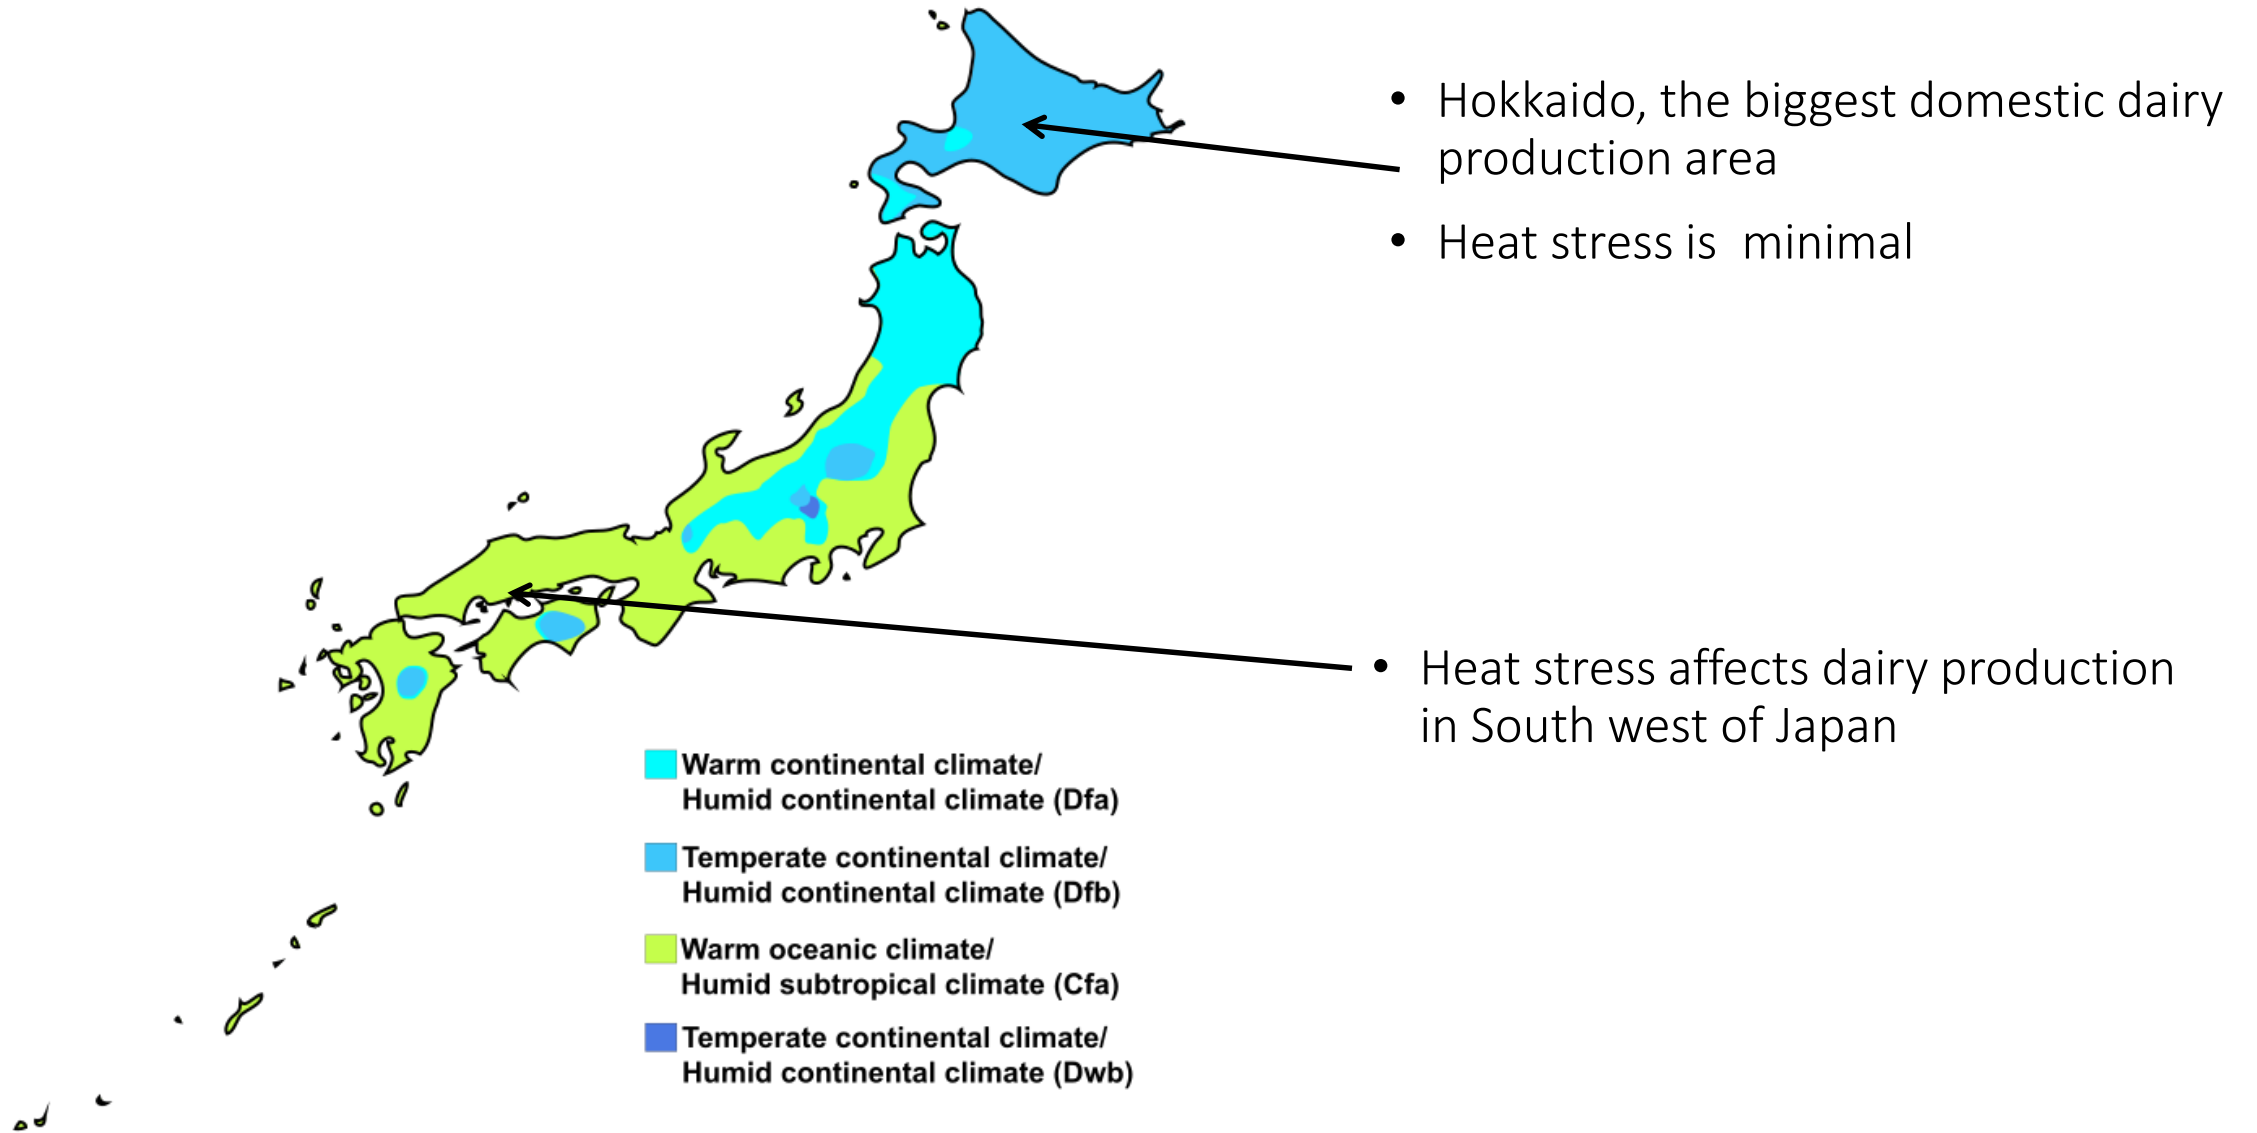 • Hokkaido, the biggest domestic dairy
production area
• Heat stress is  minimal
• Heat stress affects dairy production
in South west of Japan
Warm continental climate/
Humid continental climate (Dfa)
Temperate continental climate/
Humid continental climate (Dfb)
Warm oceanic climate/
Humid subtropical climate (Cfa)
Temperate continental climate/
Humid continental climate (Dwb)